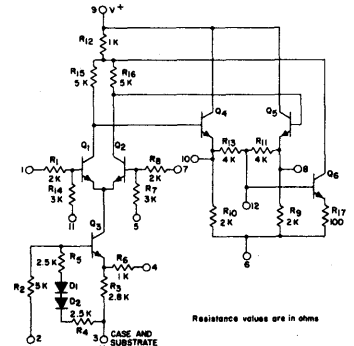 9 V+
R12 1K
R15 5K
R16 5K
Q4
Q5
R13 4K
R11 4K
Q1
Q2
10
8
Q6
1
R1 2K
R8 2K
7
R14 3K
R7 3K
12
R10 2K
R9 2K
R17 100
11
5
Q3
6
R5 2.5K
R6 1K
4
R2 5K
D1
R3 2.8K
D2
2.5K R4
2
3
CASE AND SUBSTRATE
Resistance values are in ohms